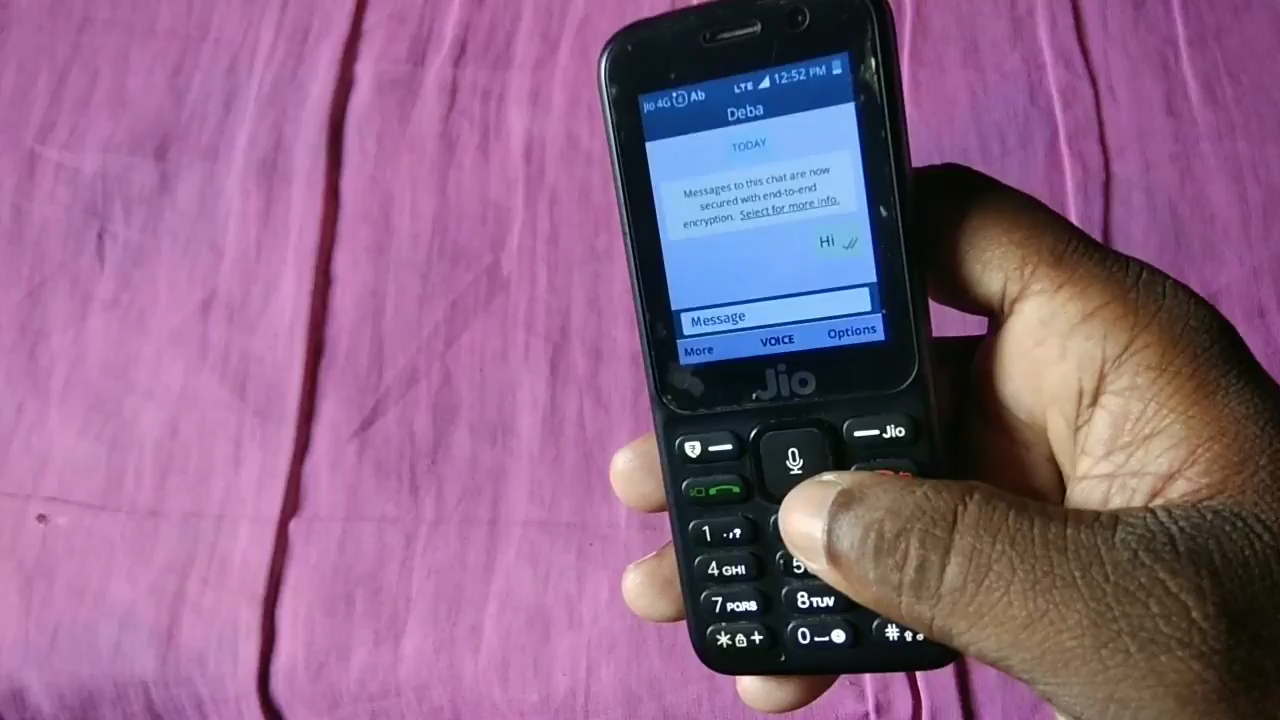 Jio 4G 4 Ab LTE 12:52 PM
Deba
TODAY
Messages to this chat are now
secured with end-to-end
encryption. Select for more info.
Hi
Message
More VOICE Options
Jio
Jio
1 .,?
4 GHI 5
7 PQRS 8 TUV
* + 0 #